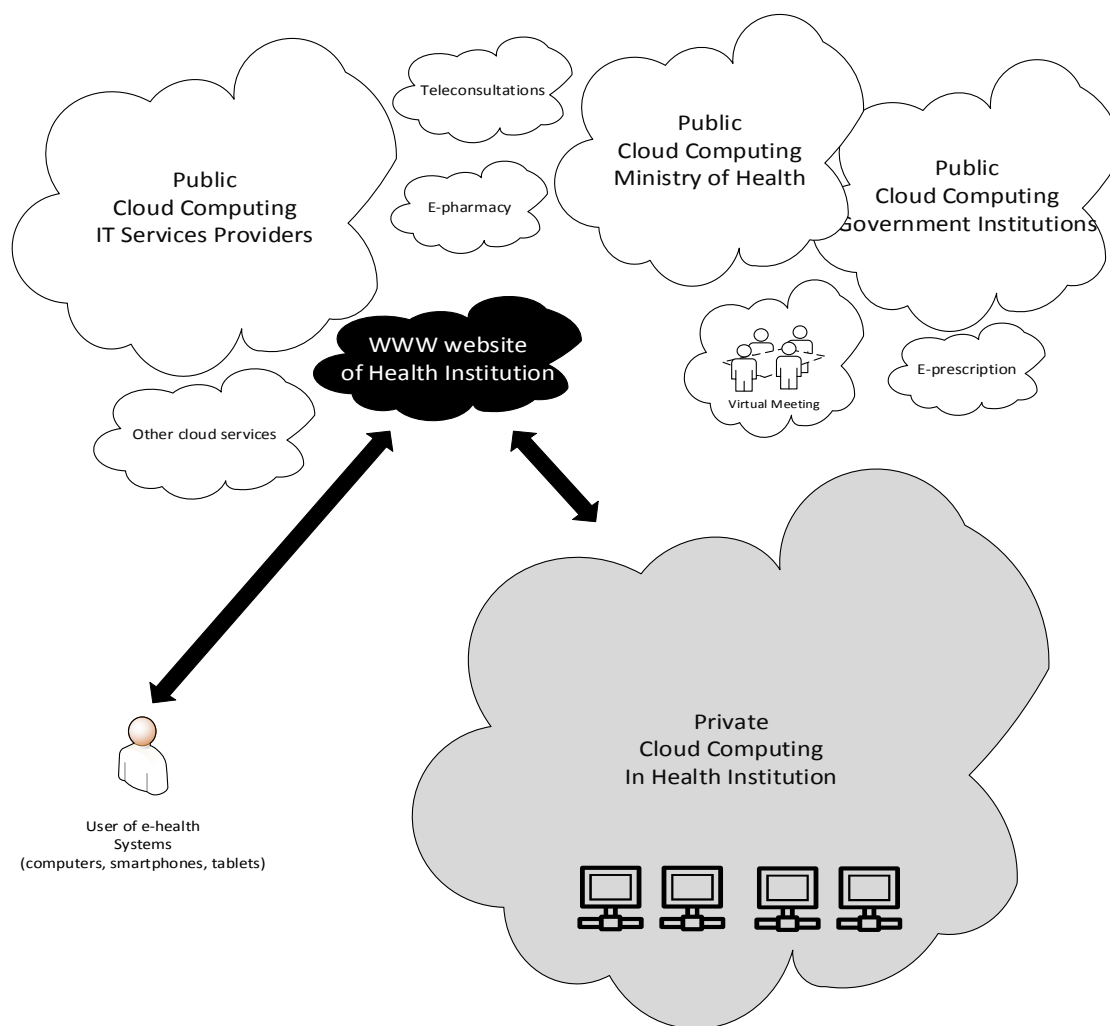 Teleconsultations
Public
Cloud Computing
IT Services Providers
E-pharmacy
Public
Cloud Computing
Ministry of Health
Public
Cloud Computing
Government Institutions
WWW website
of Health Institution
Other cloud services
Virtual Meeting
E-prescription
Private
Cloud Computing
In Health Institution
User of e-health
Systems
(computers, smartphones, tablets)